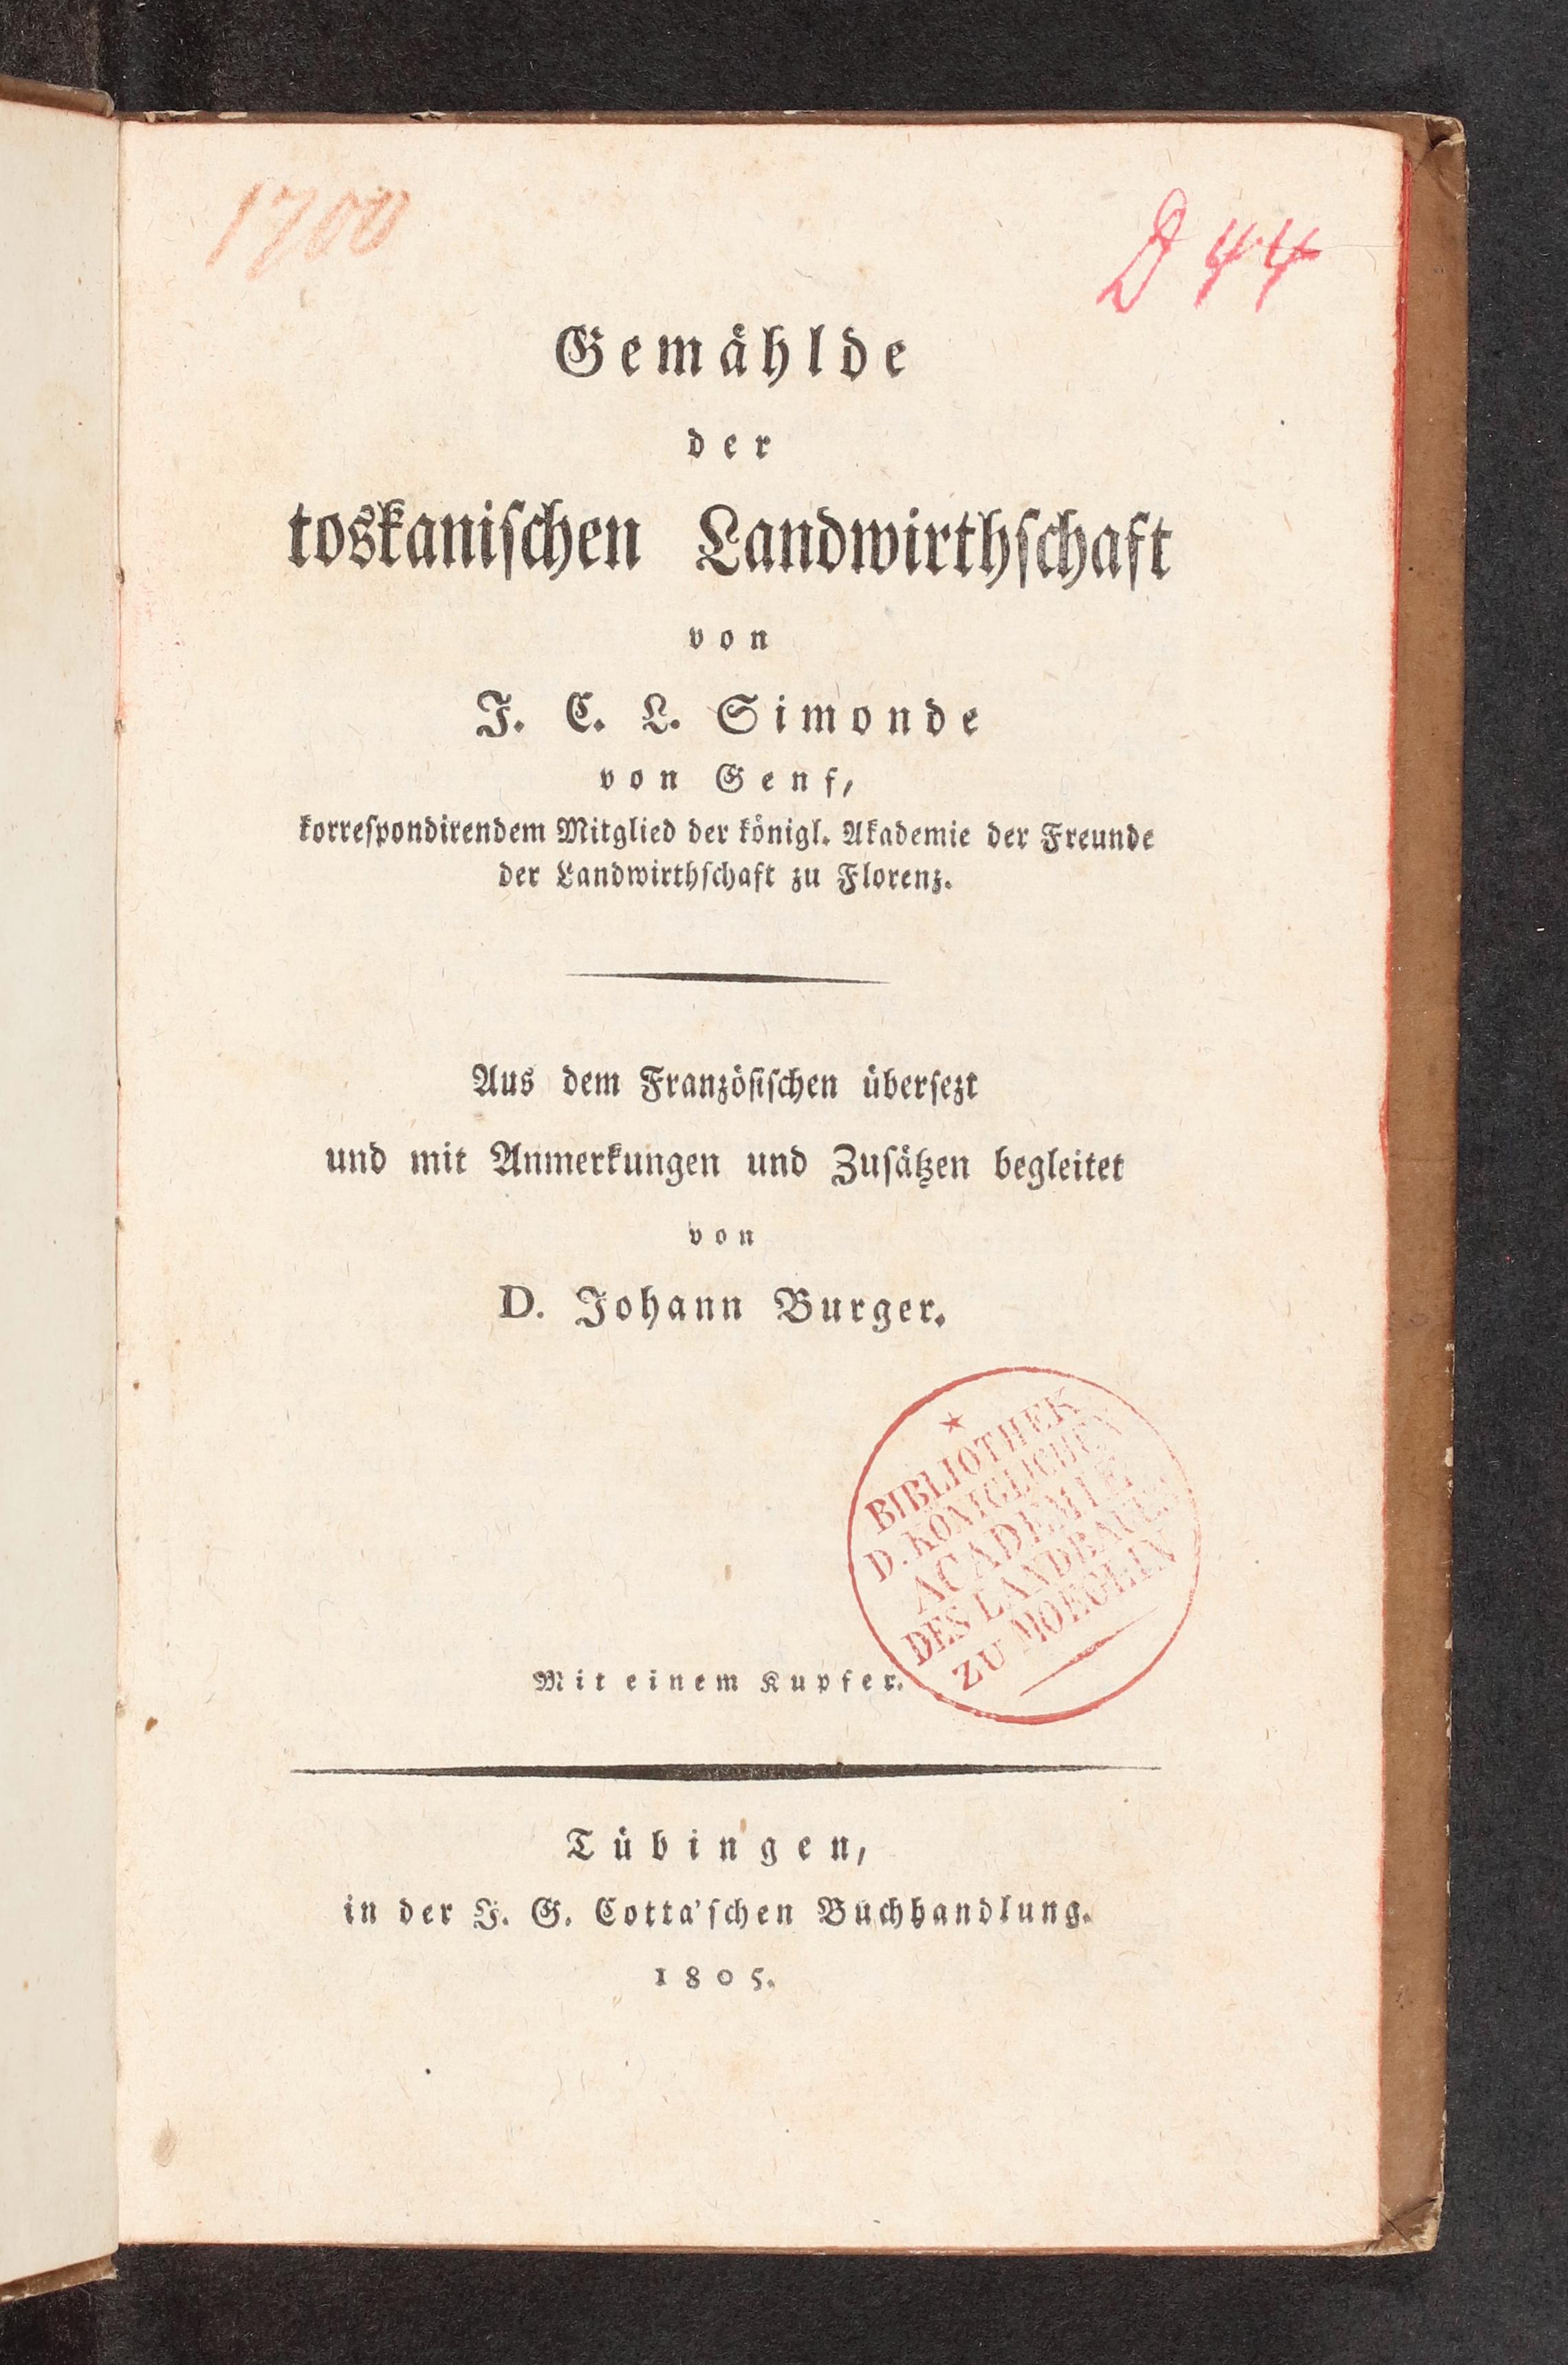 1700
D 44
Gemählde
der
toskanischen Landwirthschaft
von
J. C. L. Simonde
von Genf,
korrespondirendem Mitglied der königl. Akademie der Freunde
der Landwirthschaft zu Florenz.
Aus dem Französischen übersezt
und mit Anmerkungen und Zusätzen begleitet
von
D. Johann Burger.
BIBLIOTHEK
D. KÖNIGLICHEN
ACADEMIE
DES LANDBAUES
ZU MOEGLIN
Mit einem Kupfer.
Tübingen,
in der J. G. Cotta'schen Buchhandlung.
1805.